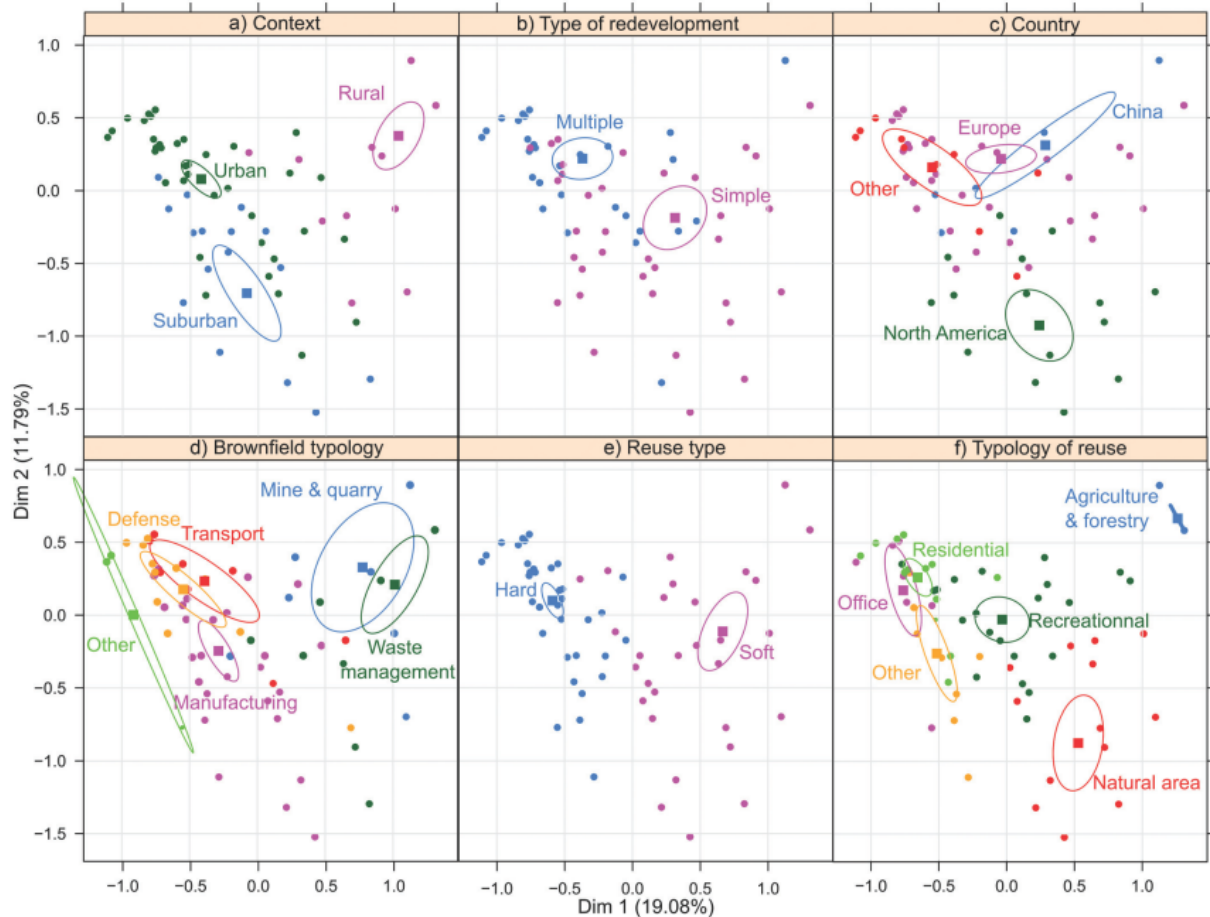 a) Context
b) Type of redevelopment
c) Country
1.0
0.5
0.0
−0.5
−1.0
−1.5
Rural
Urban
Suburban
Multiple
Simple
China
Europe
Other
North America
Dim 2 (11.79%)
d) Brownfield typology
e) Reuse type
f) Typology of reuse
1.0
0.5
0.0
−0.5
−1.0
−1.5
Mine & quarry
Defense
Transport
Other
Waste
management
Manufacturing
Hard
Soft
Agriculture
& forestry
Residential
Office
Recreationnal
Other
Natural area
−1.0 −0.5 0.0 0.5 1.0
−1.0 −0.5 0.0 0.5 1.0
−1.0 −0.5 0.0 0.5 1.0
Dim 1 (19.08%)